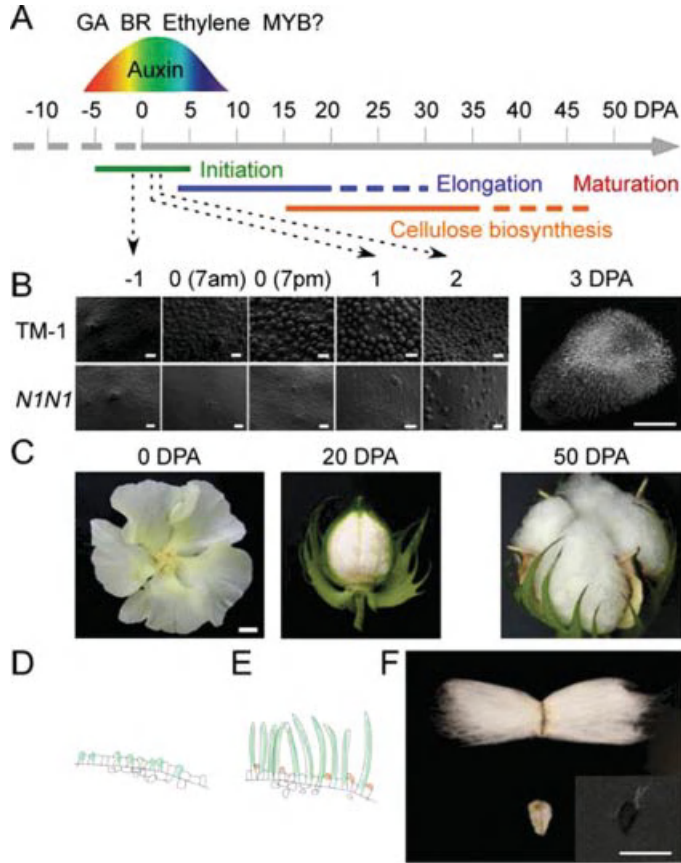 A
GA BR Ethylene MYB?
Auxin
-10 -5 0 5 10 15 20 25 30 35 40 45 50 DPA
Initiation
Elongation
Maturation
Cellulose biosynthesis
B
-1 0 (7am) 0 (7pm) 1 2 3 DPA
TM-1
N1N1
C
0 DPA 20 DPA 50 DPA
D E F